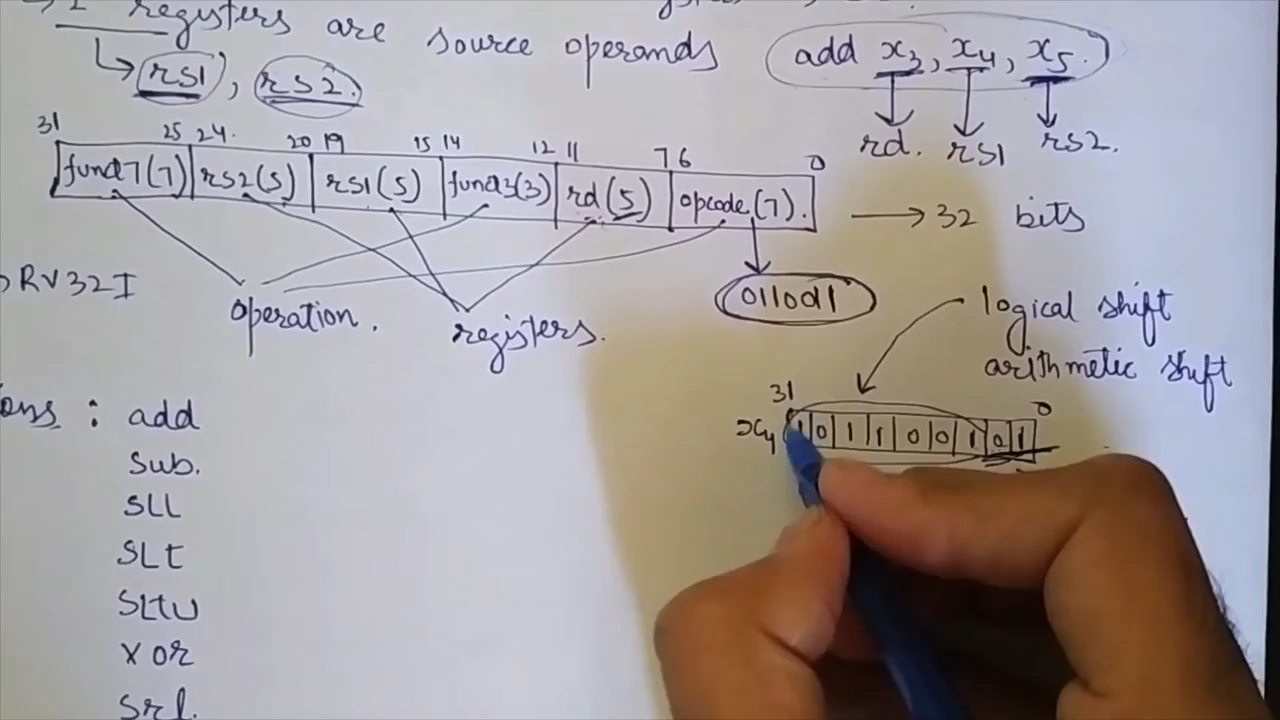 2 registers are source operands
rs1, rs2.
add x3, x4, x5.
rd. rs1 rs2.
31 25 24 20 19 15 14 12 11 7 6 0
funct7(7) rs2(5) rs1(5) funct3(3) rd(5) opcode(7).
→ 32 bits
RV32I
operation.
registers.
0110011
logical shift
arithmetic shift
31 0
x4 1 0 1 1 0 0 1 0 1
: add
sub.
SLL
SLt
SLtU
xor
srl.